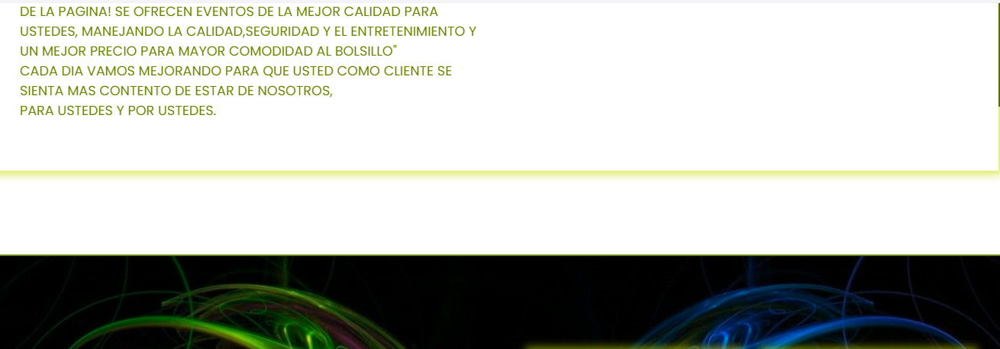 DE LA PAGINA! SE OFRECEN EVENTOS DE LA MEJOR CALIDAD PARA
USTEDES, MANEJANDO LA CALIDAD,SEGURIDAD Y EL ENTRETENIMIENTO Y
UN MEJOR PRECIO PARA MAYOR COMODIDAD AL BOLSILLO"
CADA DIA VAMOS MEJORANDO PARA QUE USTED COMO CLIENTE SE
SIENTA MAS CONTENTO DE ESTAR DE NOSOTROS,
PARA USTEDES Y POR USTEDES.